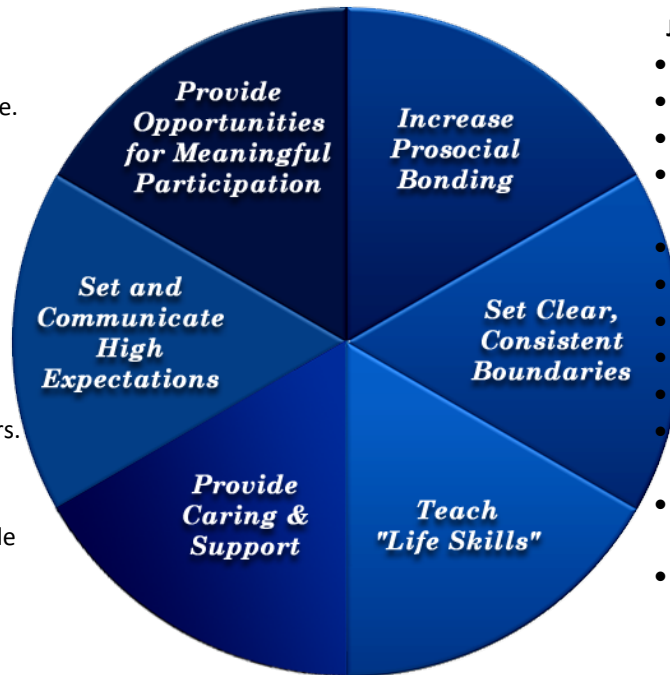 Provide
Opportunities
for Meaningful
Participation
Increase
Prosocial
Bonding
Set Clear,
Consistent
Boundaries
Teach
"Life Skills"
Provide
Caring &
Support
Set and
Communicate
High
Expectations